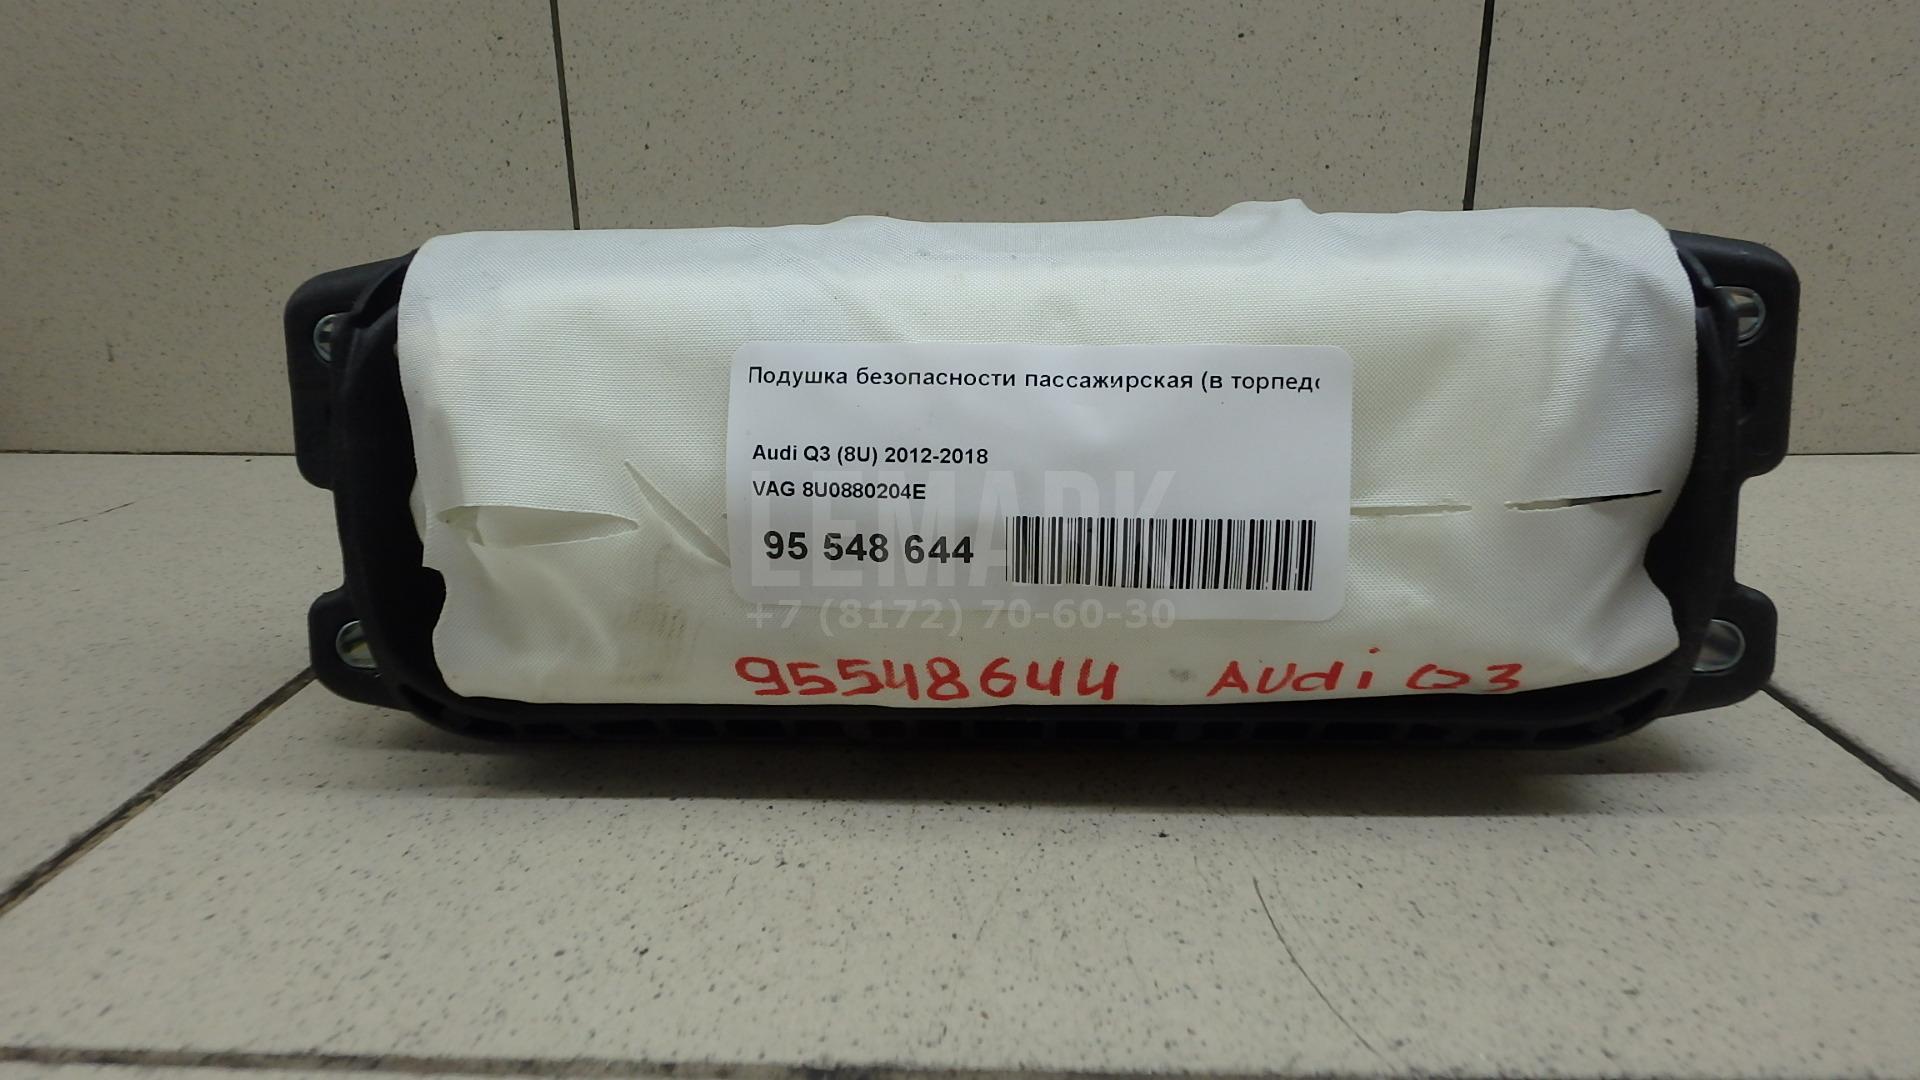 Подушка безопасности пассажирская (в торпедо
Audi Q3 (8U) 2012-2018
VAG 8U0880204E
95 548 644
LEMARK
+7 (8172) 70-60-30
95548644 AUDi Q3